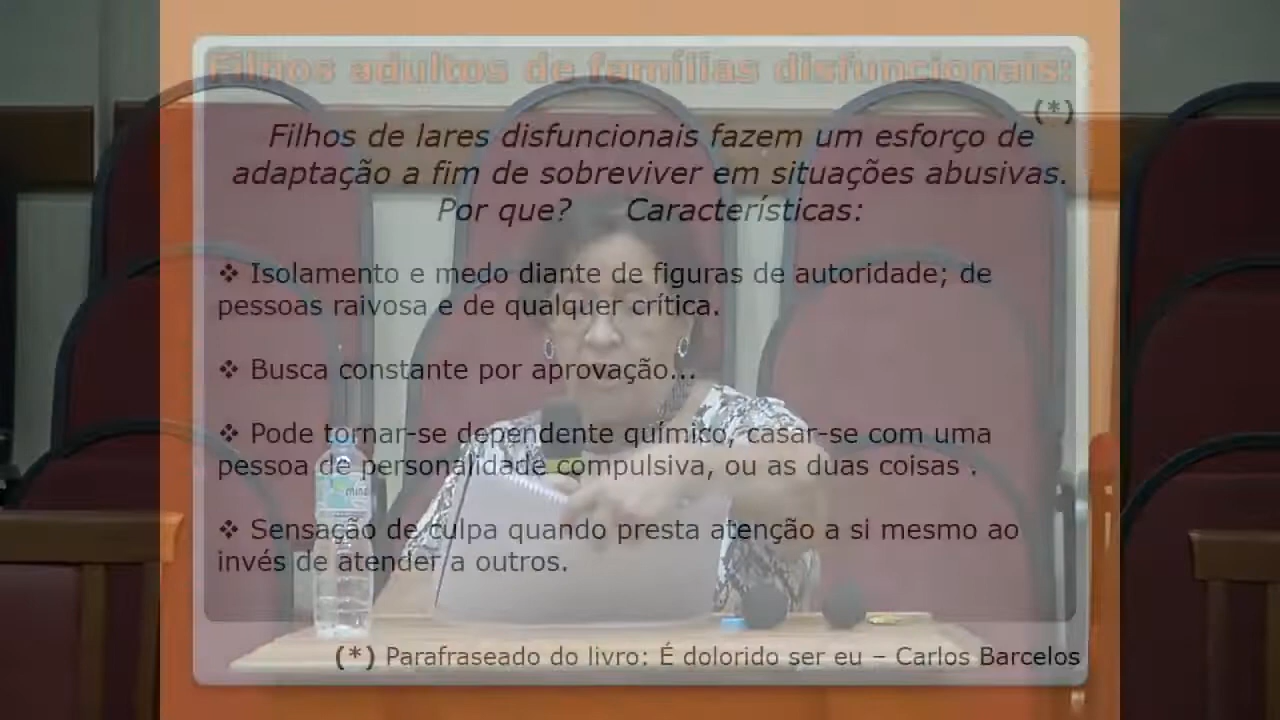 Filhos adultos de famílias disfuncionais:
(*)
Filhos de lares disfuncionais fazem um esforço de
adaptação a fim de sobreviver em situações abusivas.
Por que? Características:
❖ Isolamento e medo diante de figuras de autoridade; de
pessoas raivosa e de qualquer crítica.
❖ Busca constante por aprovação...
❖ Pode tornar-se dependente químico, casar-se com uma
pessoa de personalidade compulsiva, ou as duas coisas .
❖ Sensação de culpa quando presta atenção a si mesmo ao
invés de atender a outros.
(*) Parafraseado do livro: É dolorido ser eu – Carlos Barcelos